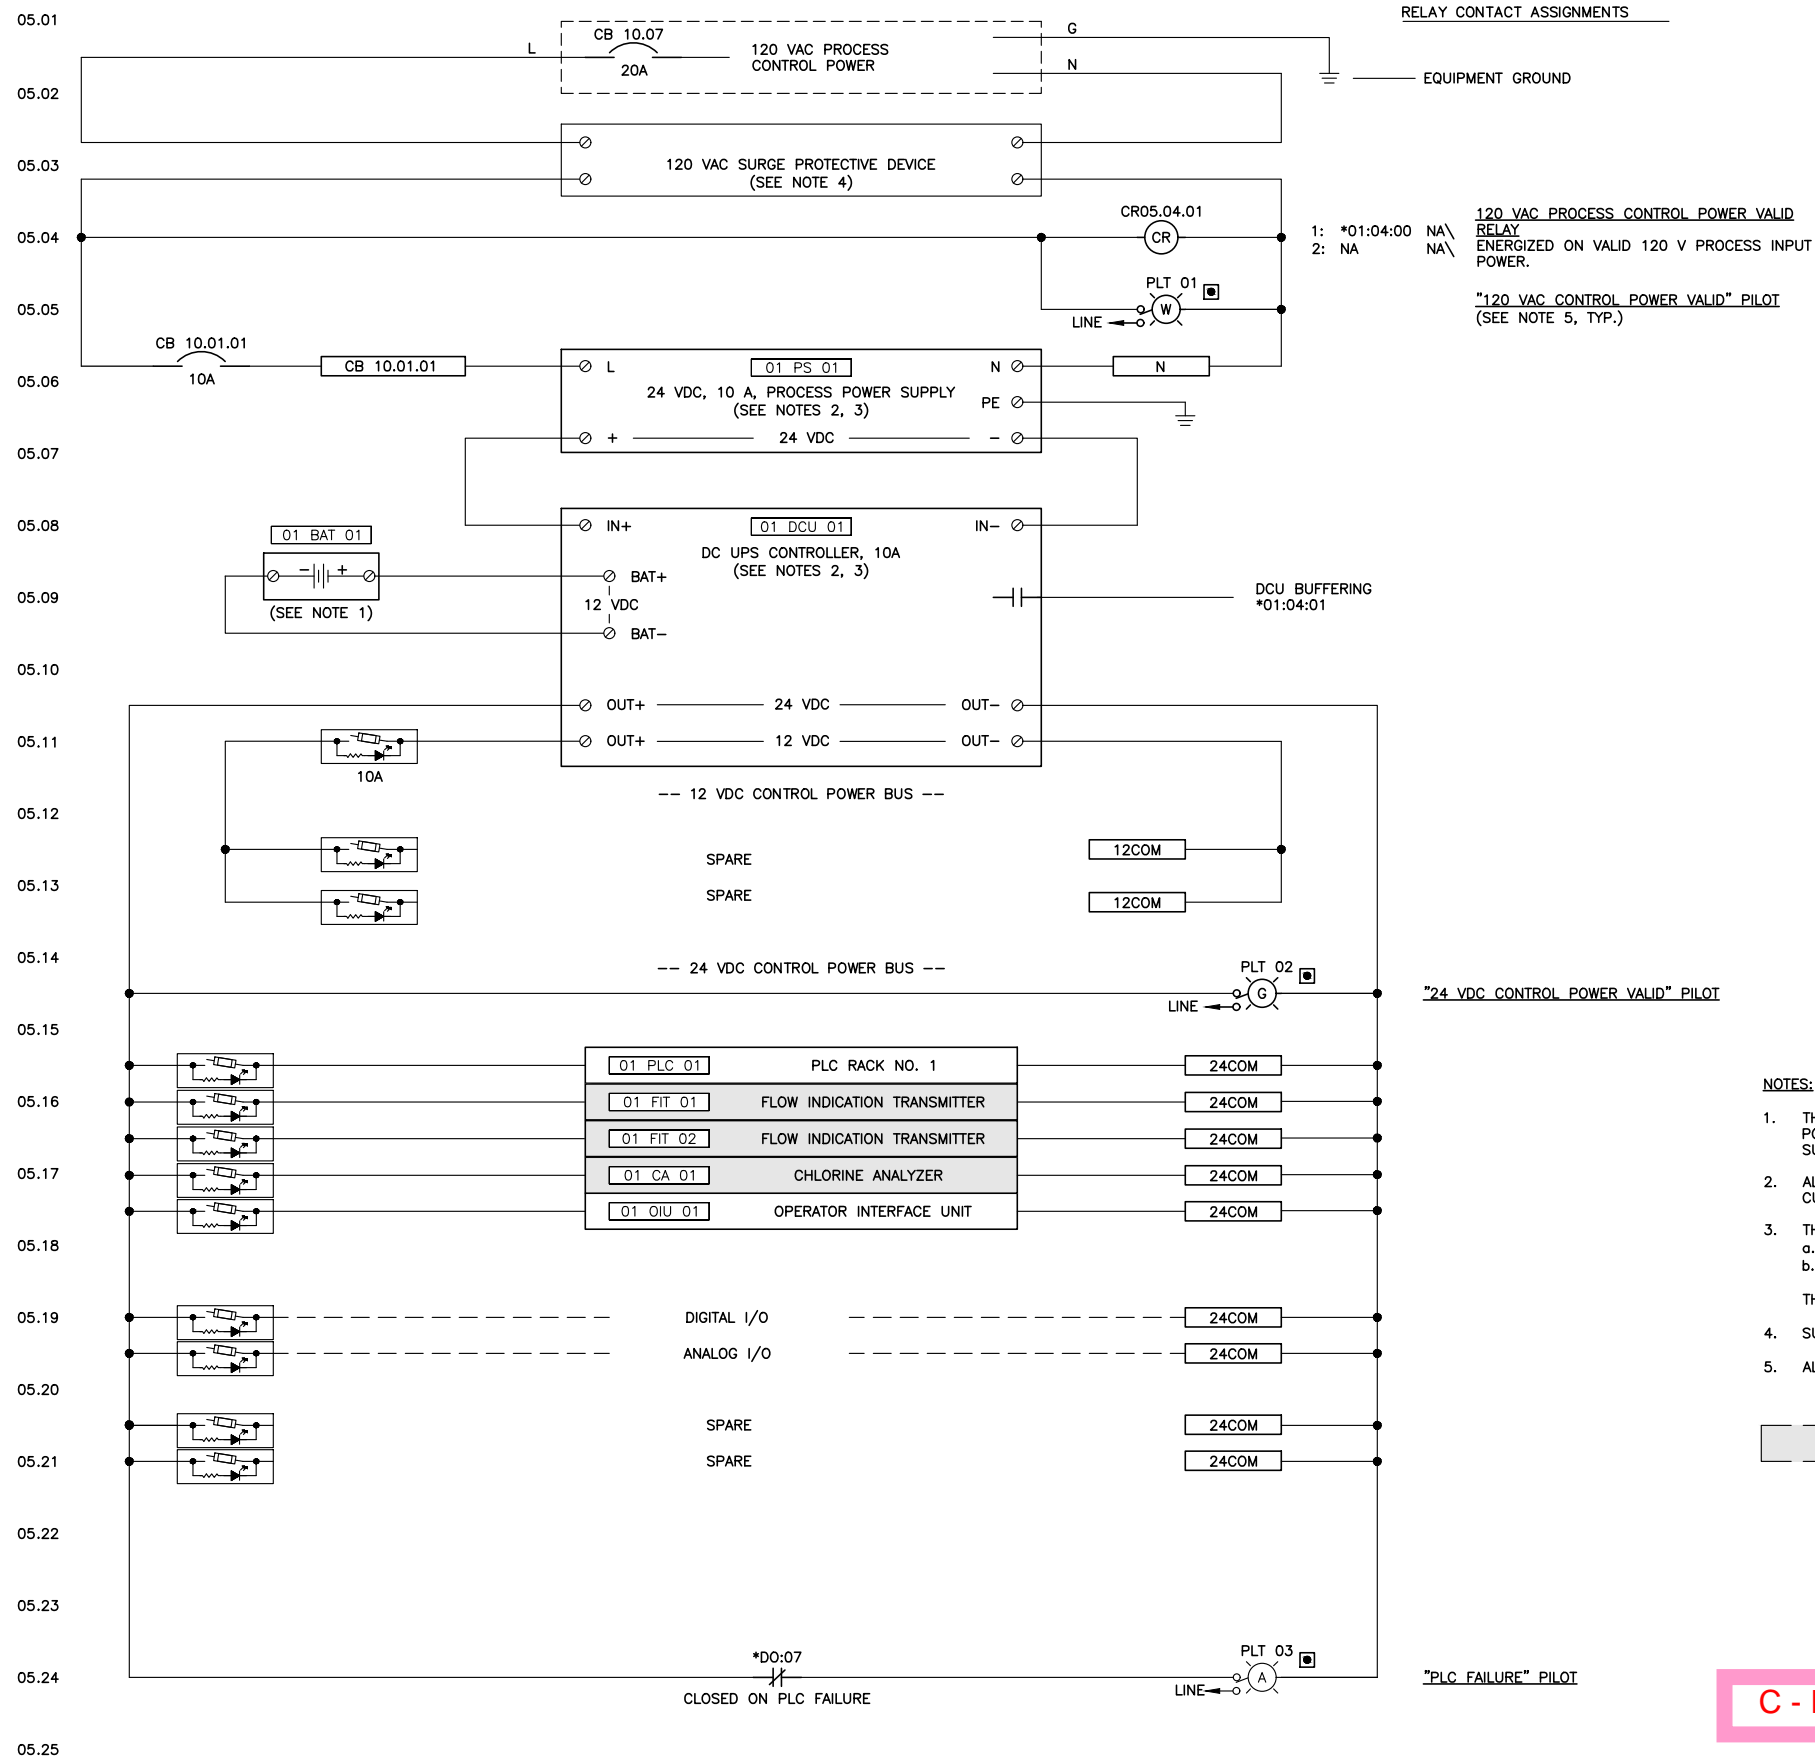 RELAY CONTACT ASSIGNMENTS
05.01
CB 10.07
20A
L
120 VAC PROCESS
CONTROL POWER
G
N
EQUIPMENT GROUND
05.02
05.03
120 VAC SURGE PROTECTIVE DEVICE
(SEE NOTE 4)
05.04
CR05.04.01
CR
1: *01:04:00 NA\
2: NA NA\
120 VAC PROCESS CONTROL POWER VALID
RELAY
ENERGIZED ON VALID 120 V PROCESS INPUT
POWER.
PLT 01
W
LINE
05.05
"120 VAC CONTROL POWER VALID" PILOT
(SEE NOTE 5, TYP.)
CB 10.01.01
10A
CB 10.01.01
05.06
L
01 PS 01
N
N
24 VDC, 10 A, PROCESS POWER SUPPLY
(SEE NOTES 2, 3)
PE
+ 24 VDC -
05.07
05.08
01 BAT 01
- +
(SEE NOTE 1)
IN+
01 DCU 01
IN-
DC UPS CONTROLLER, 10A
(SEE NOTES 2, 3)
BAT+
12 VDC
BAT-
05.09
DCU BUFFERING
*01:04:01
05.10
OUT+ 24 VDC OUT-
05.11
10A
OUT+ 12 VDC OUT-
-- 12 VDC CONTROL POWER BUS --
05.12
SPARE
12COM
05.13
SPARE
12COM
05.14
-- 24 VDC CONTROL POWER BUS --
PLT 02
G
LINE
"24 VDC CONTROL POWER VALID" PILOT
05.15
01 PLC 01 PLC RACK NO. 1 24COM
05.16
01 FIT 01 FLOW INDICATION TRANSMITTER 24COM
01 FIT 02 FLOW INDICATION TRANSMITTER 24COM
05.17
01 CA 01 CHLORINE ANALYZER 24COM
01 OIU 01 OPERATOR INTERFACE UNIT 24COM
05.18
05.19
DIGITAL I/O 24COM
ANALOG I/O 24COM
05.20
SPARE 24COM
05.21
SPARE 24COM
05.22
05.23
05.24
*DO:07
CLOSED ON PLC FAILURE
PLT 03
A
LINE
"PLC FAILURE" PILOT
05.25
NOTES:
1. TH
PO
SU
2. AL
CU
3. TH
a.
b.
TH
4. SU
5. AL
C -